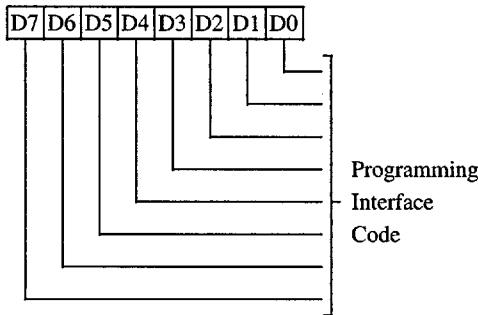 D7 D6 D5 D4 D3 D2 D1 D0
Programming
Interface
Code